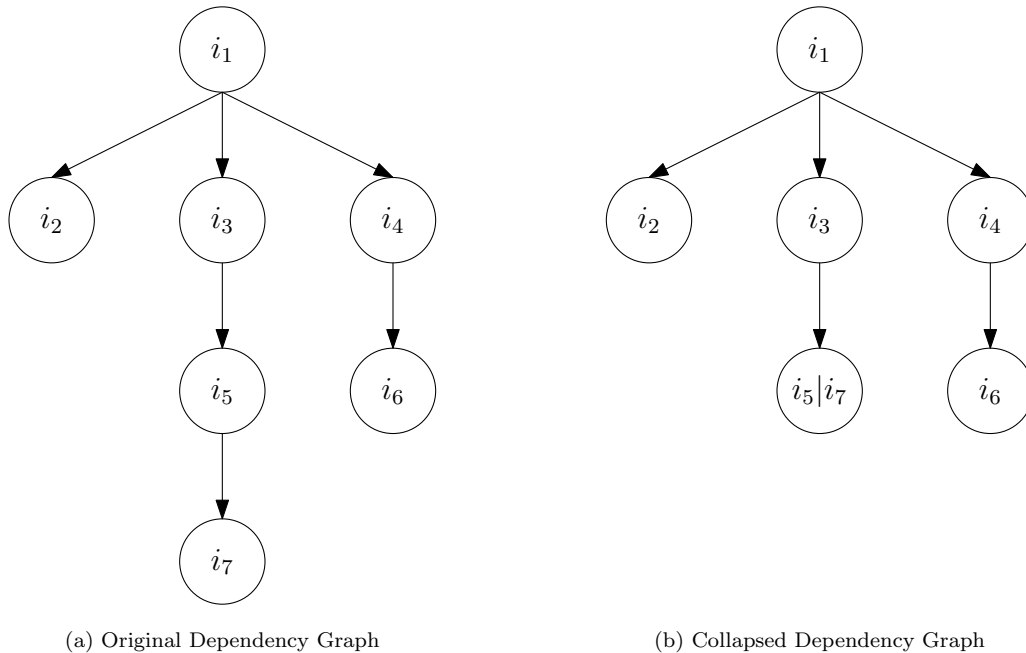 i₁
i₂ i₃ i₄
i₅ i₆
i₇
(a) Original Dependency Graph
i₁
i₂ i₃ i₄
i₅|i₇ i₆
(b) Collapsed Dependency Graph